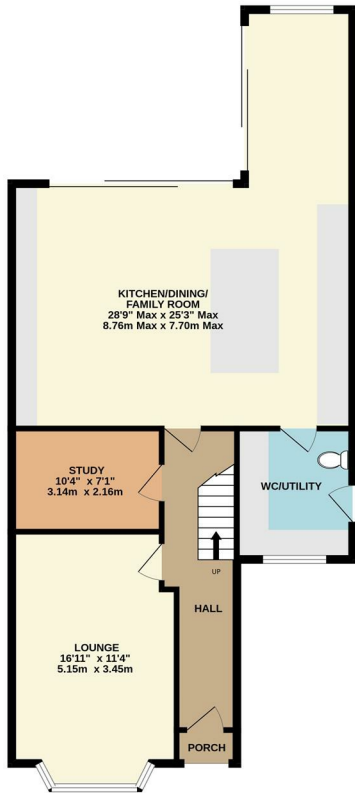 KITCHEN/DINING/
FAMILY ROOM
28'9" Max x 25'3" Max
8.76m Max x 7.70m Max
STUDY
10'4" x 7'1"
3.14m x 2.16m
WC/UTILITY
UP
HALL
LOUNGE
16'11" x 11'4"
5.15m x 3.45m
PORCH